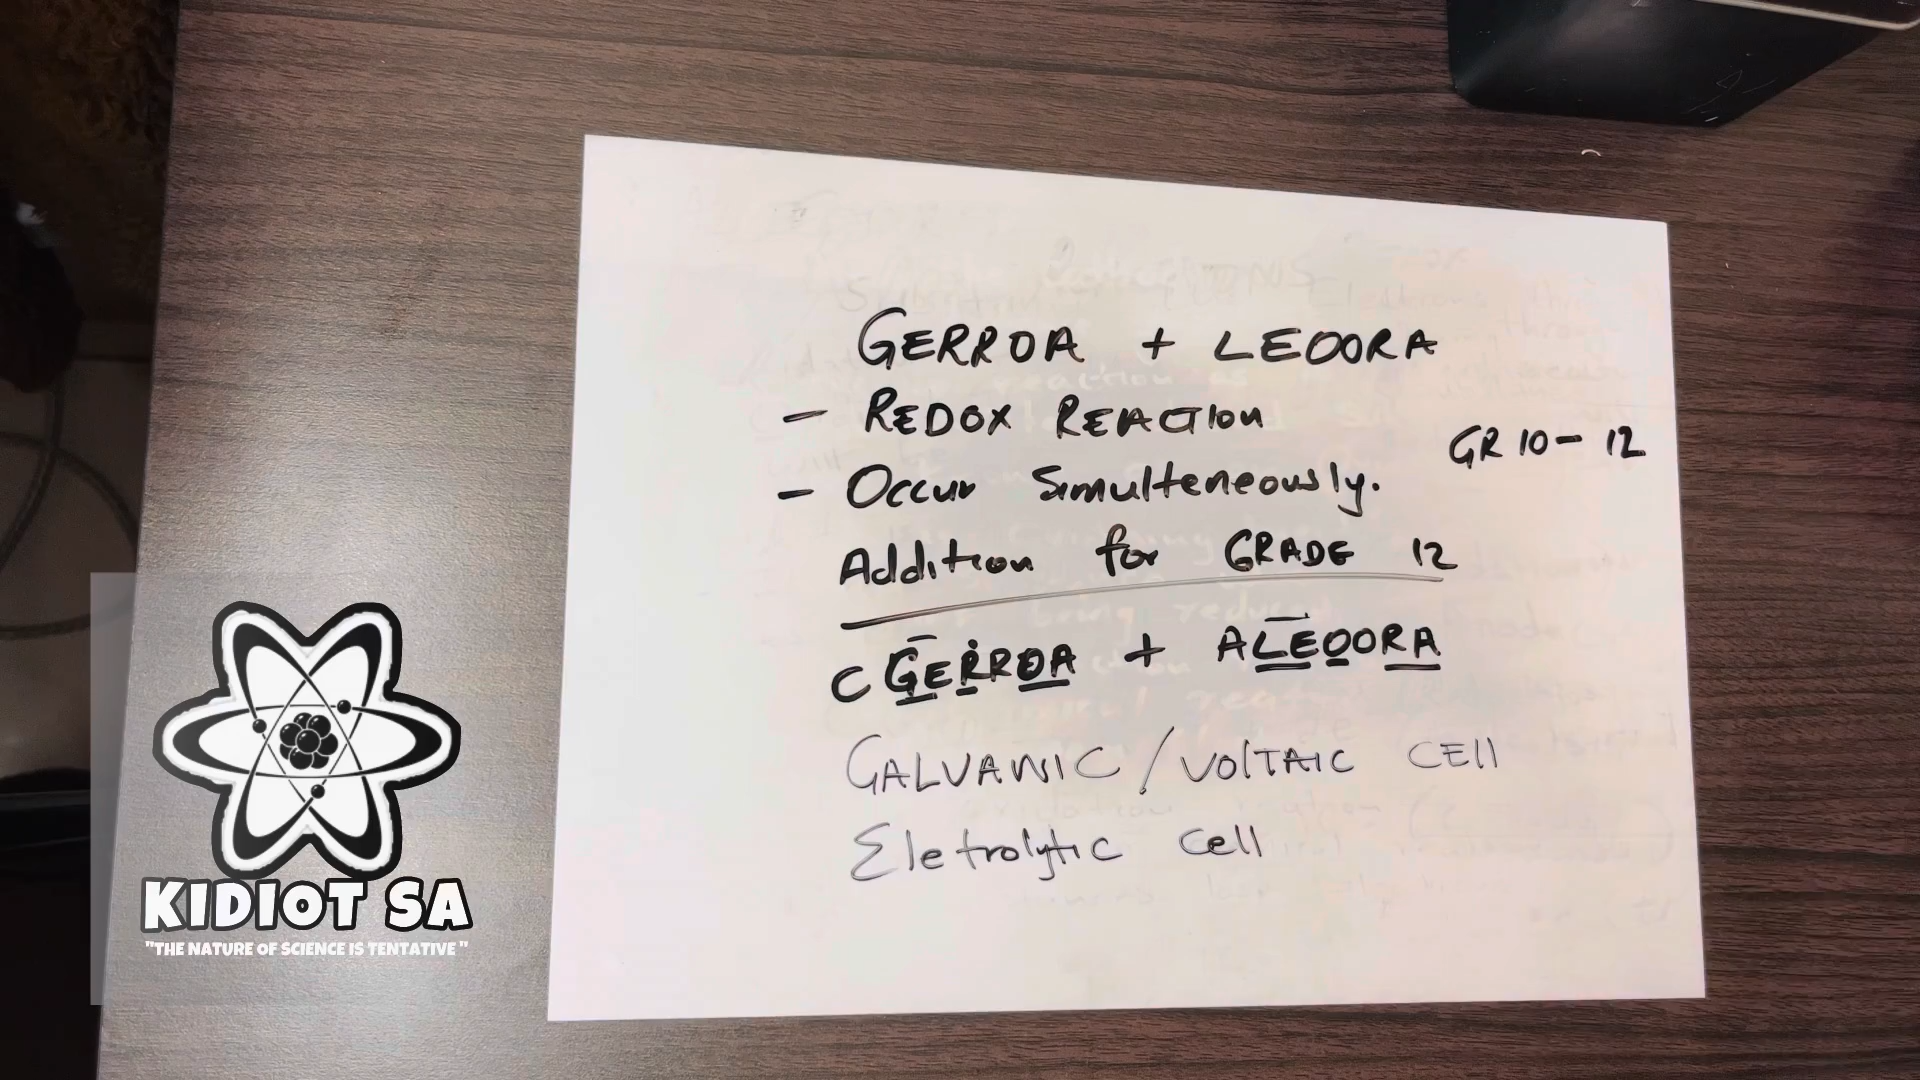 GERROA + LEOORA
- REDOX REACTION
GR 10 - 12
- Occur Simulteneously.
Addition for GRADE 12
CGERROA + ALEOORA
GALVANIC / VOLTAIC CELL
Eletrolytic Cell
KIDIOT SA
"THE NATURE OF SCIENCE IS TENTATIVE"